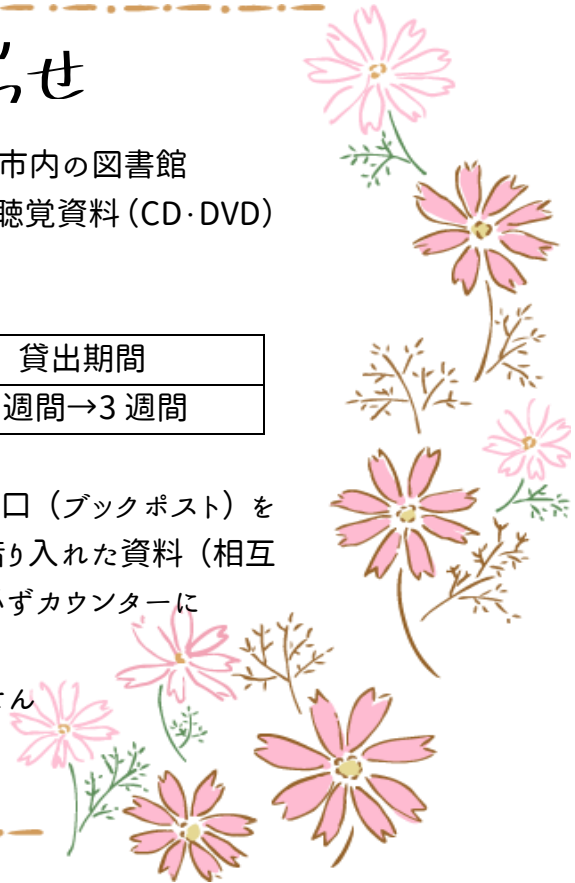 らせ
市内の図書館
聴覚資料（CD·DVD）
貸出期間
週間→3 週間
口（ブックポスト）を
り入れた資料（相互
いずカウンターに
せん